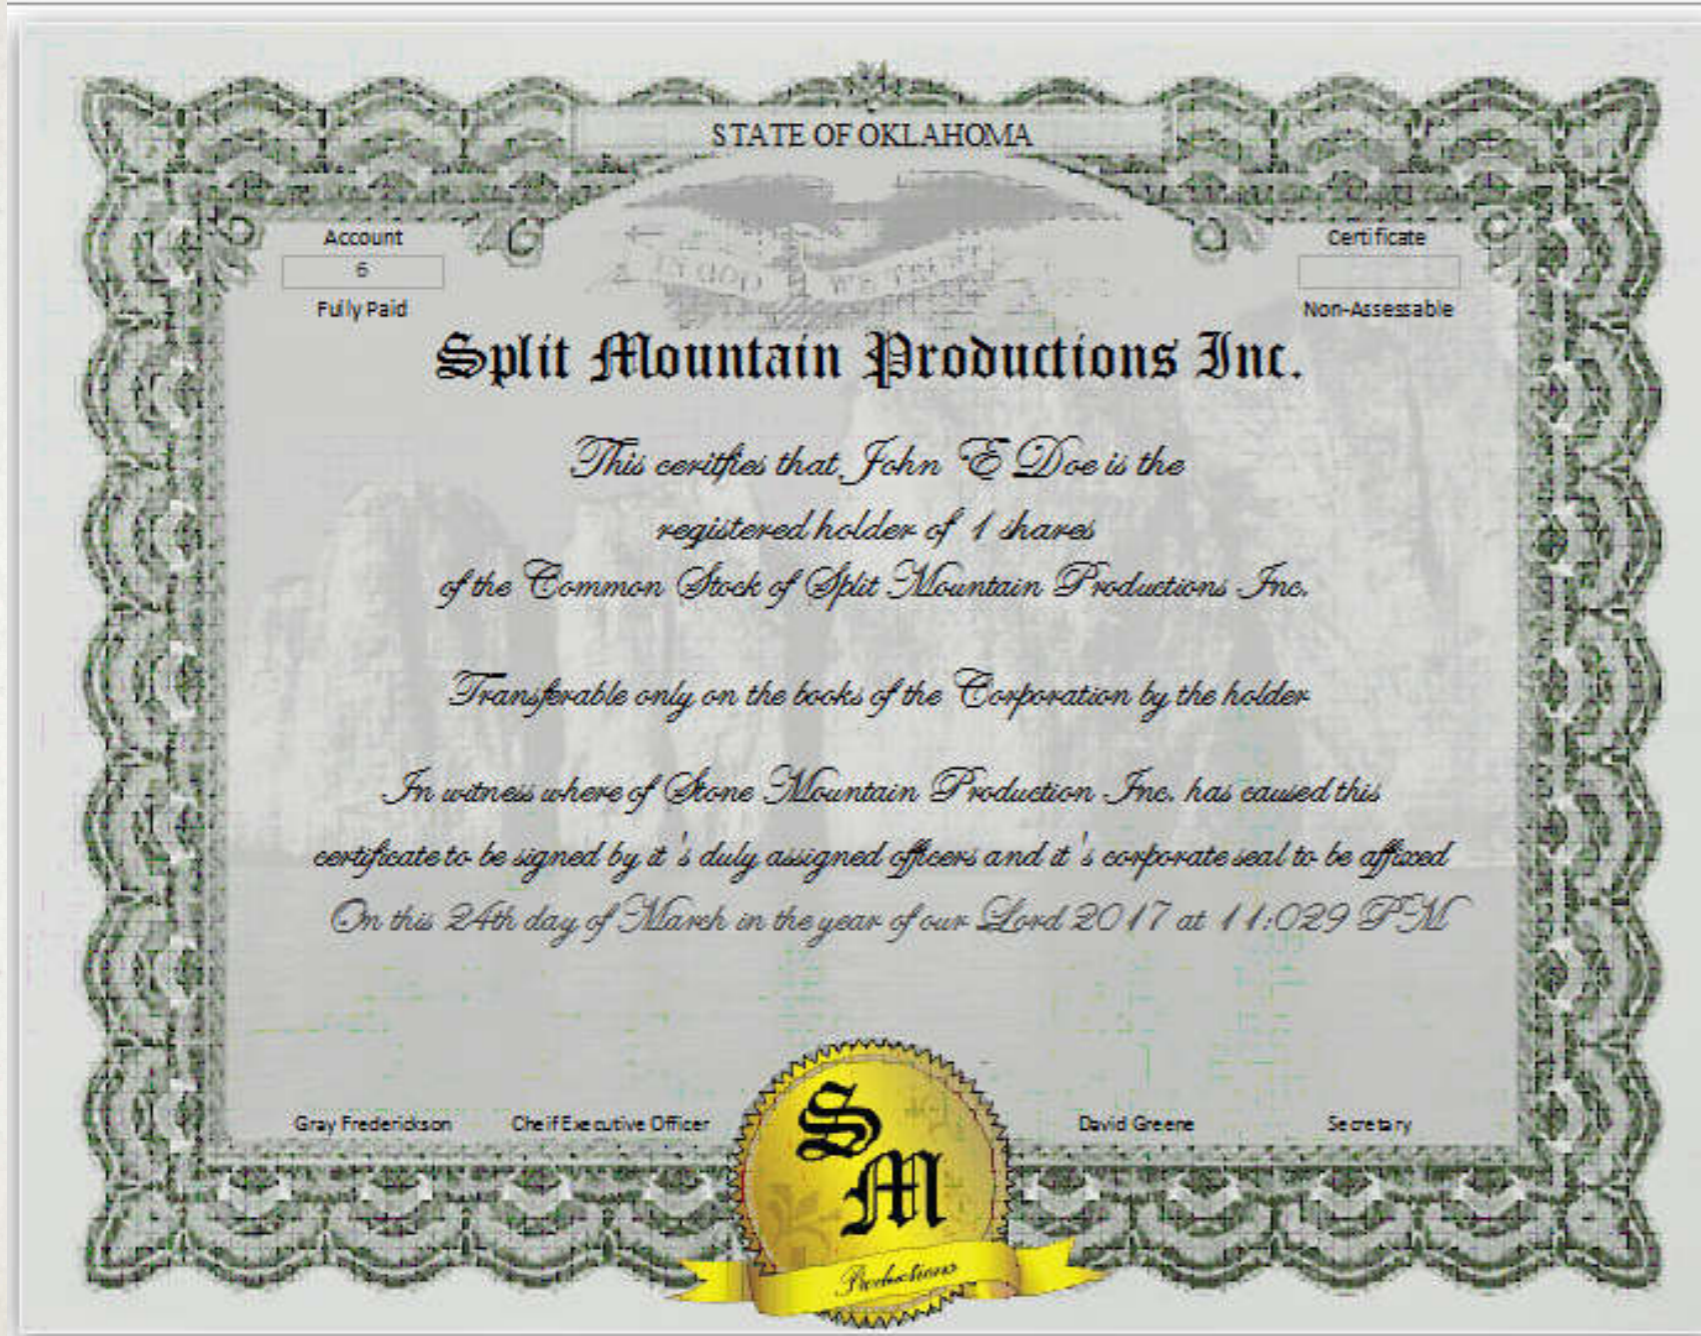 STATE OF OKLAHOMA
IN GOD WE TRUST
Account
6
Fully Paid
Certificate
Non-Assessable
Split Mountain Productions Inc.
This ceritfies that John E Doe is the
registered holder of 1 shares
of the Common Stock of Split Mountain Productions Inc.
Transferable only on the books of the Corporation by the holder
In witness where of Stone Mountain Production Inc. has caused this
certificate to be signed by it 's duly assigned officers and it 's corporate seal to be affixed
On this 24th day of March in the year of our Lord 2017 at 11:029 PM
Gray Frederickson Cheif Executive Officer David Greene Secretary
S
M
Productions